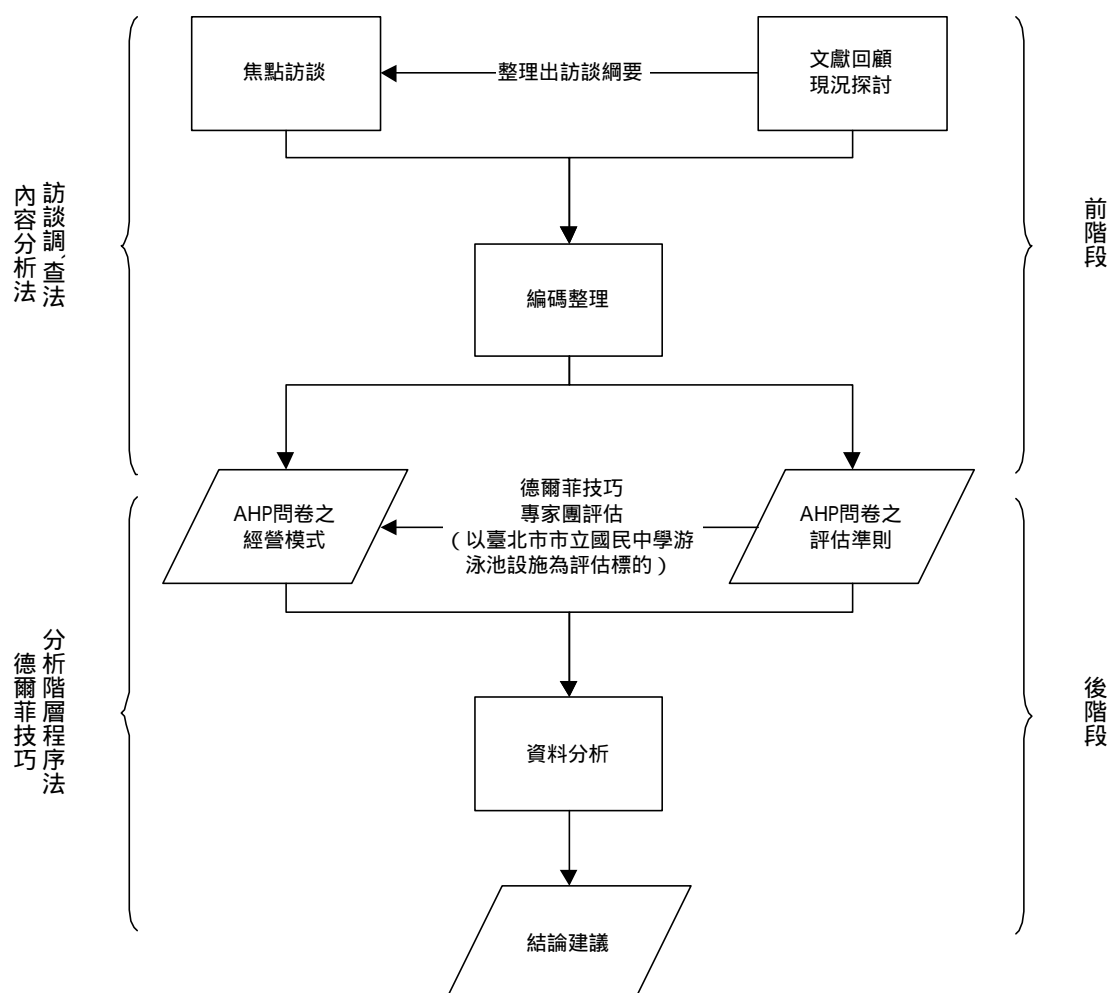 焦點訪談
整理出訪談綱要
文獻回顧
現況探討
訪談調、查法
內容分析法
前階段
編碼整理
AHP問卷之
經營模式
德爾菲技巧
專家團評估
(以臺北市市立國民中學游
泳池設施為評估標的)
AHP問卷之
評估準則
分析階層程序法
德爾菲技巧
後階段
資料分析
結論建議